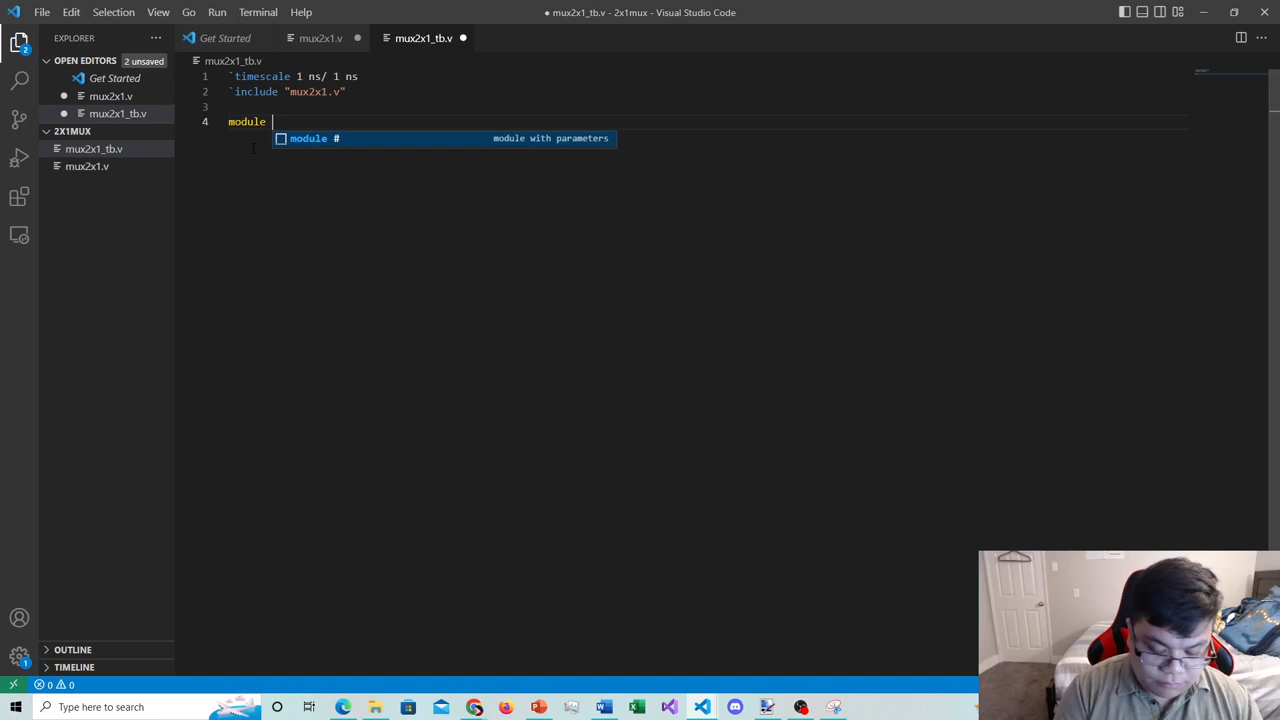 File Edit Selection View Go Run Terminal Help
● mux2x1_tb.v - 2x1mux - Visual Studio Code
EXPLORER
Get Started
mux2x1.v
mux2x1_tb.v
OPEN EDITORS 2 unsaved
Get Started
mux2x1.v
mux2x1_tb.v
2X1MUX
mux2x1_tb.v
mux2x1.v
mux2x1_tb.v
1 `timescale 1 ns/ 1 ns
2 `include "mux2x1.v"
3
4 module
module # module with parameters
OUTLINE
TIMELINE
2
1
0 0
Type here to search